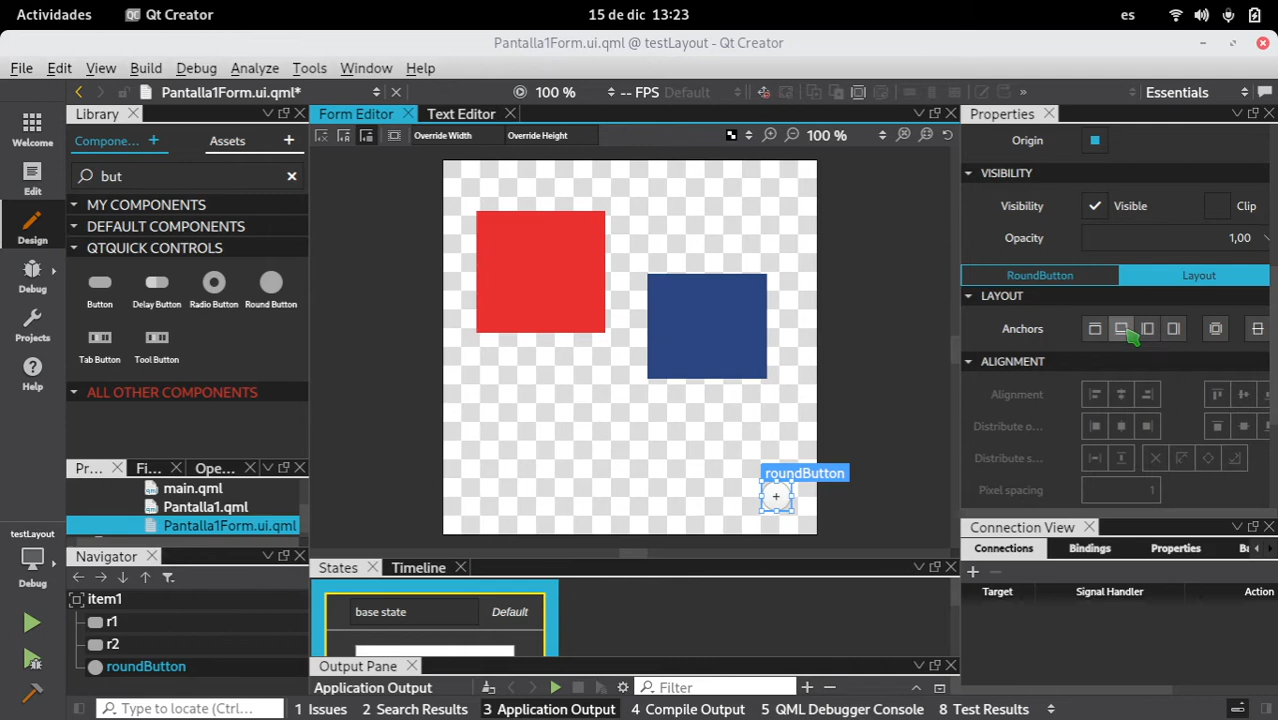 Actividades
Qt Creator
15 de dic 13:23
es
Pantalla1Form.ui.qml @ testLayout - Qt Creator
File Edit View Build Debug Analyze Tools Window Help
Pantalla1Form.ui.qml*
100 %
-- FPS
Default
Essentials
Library
Form Editor
Text Editor
Properties
Compone...
Assets
Override Width
Override Height
100 %
Origin
Welcome
but
VISIBILITY
Edit
MY COMPONENTS
Visibility
Visible
Clip
DEFAULT COMPONENTS
Design
QTQUICK CONTROLS
Opacity
1,00
Debug
Button
Delay Button
Radio Button
Round Button
RoundButton
Layout
LAYOUT
Projects
Anchors
Tab Button
Tool Button
Help
ALL OTHER COMPONENTS
ALIGNMENT
Alignment
Distribute o...
Distribute s...
Pixel spacing
1
Pr...
Fi...
Ope...
roundButton
main.qml
Pantalla1.qml
Pantalla1Form.ui.qml
Connection View
testLayout
Connections
Bindings
Properties
Ba
Navigator
States
Timeline
Debug
item1
base state
Default
Target
Signal Handler
Action
r1
r2
roundButton
Output Pane
Application Output
Filter
Type to locate (Ctrl...
1 Issues
2 Search Results
3 Application Output
4 Compile Output
5 QML Debugger Console
8 Test Results